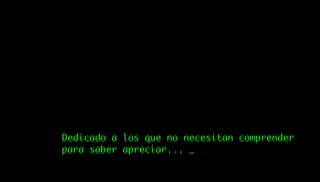 Dedicado a los que no necesitan comprender
para saber apreciar... _